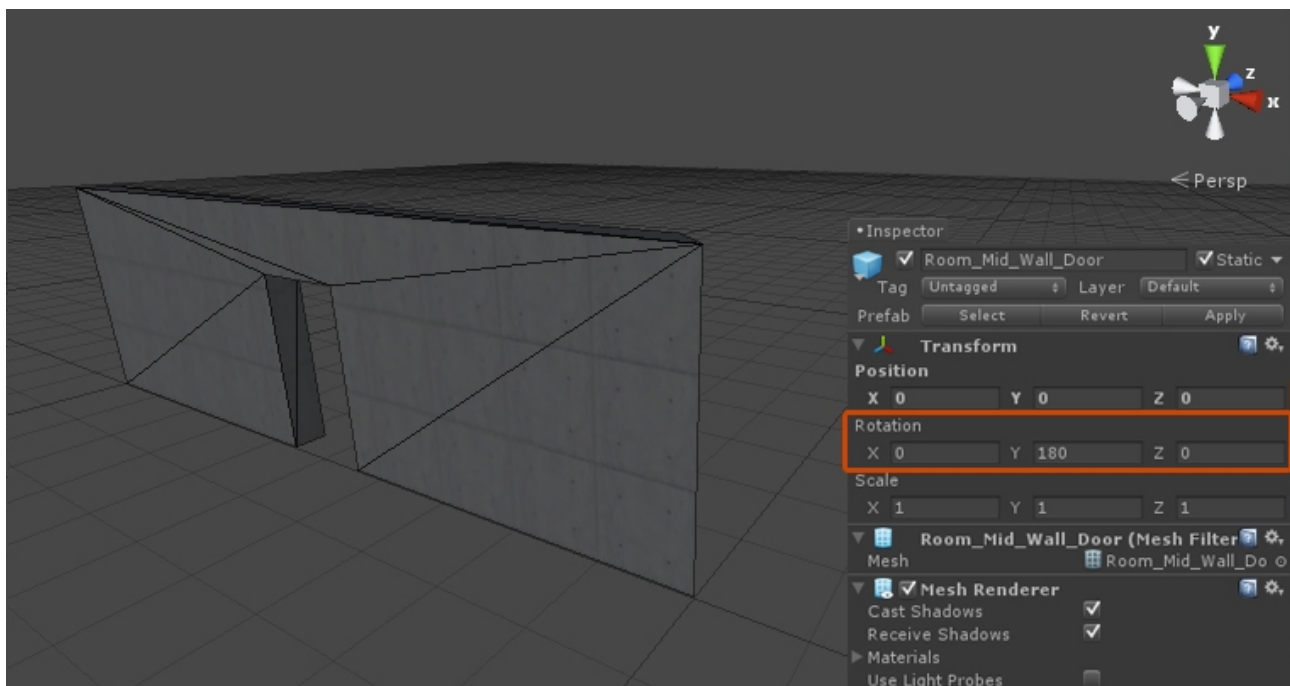 y
z
x
Persp
Inspector
Room_Mid_Wall_Door Static
Tag Untagged Layer Default
Prefab Select Revert Apply
Transform
Position
X 0 Y 0 Z 0
Rotation
X 0 Y 180 Z 0
Scale
X 1 Y 1 Z 1
Room_Mid_Wall_Door (Mesh Filter
Mesh Room_Mid_Wall_Do
Mesh Renderer
Cast Shadows
Receive Shadows
Materials
Use Light Probes